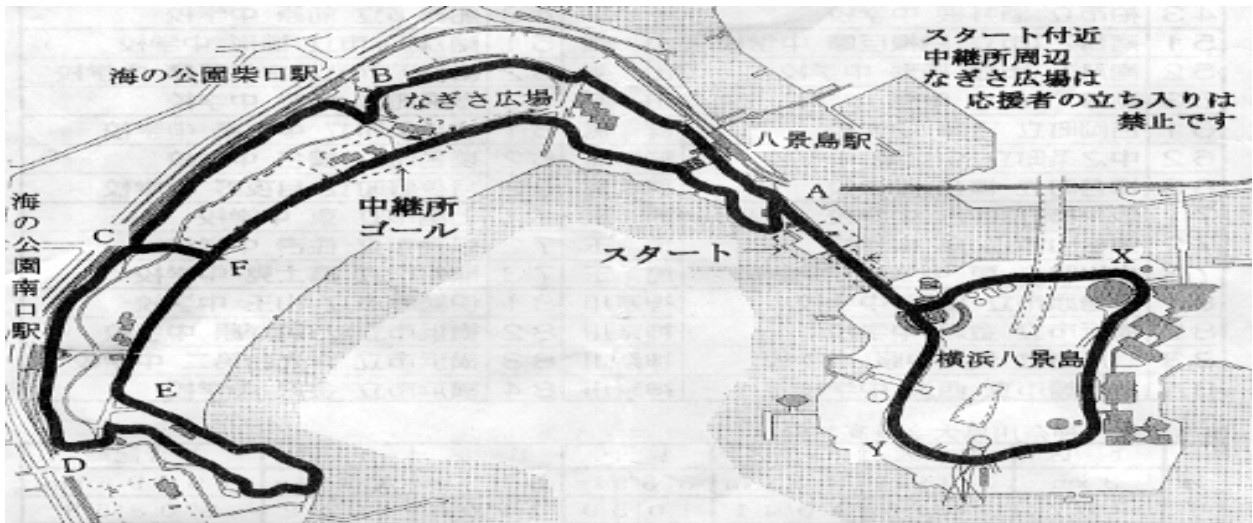 スタート付近
中継所周辺
なぎさ広場は
応援者の立ち入りは
禁止です
海の公園柴口駅
B
なぎさ広場
八景島駅
A
中継所
ゴール
海の公園南口駅
C
F
スタート
X
横浜八景島
E
D
Y